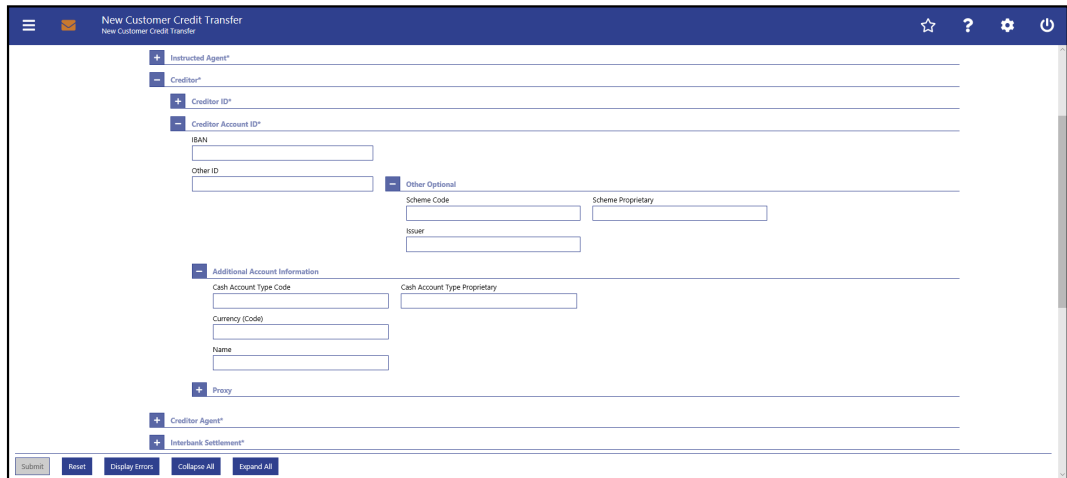 New Customer Credit Transfer
New Customer Credit Transfer
Instructed Agent*
Creditor*
Creditor ID*
Creditor Account ID*
IBAN
Other ID
Other Optional
Scheme Code Scheme Proprietary
Issuer
Additional Account Information
Cash Account Type Code Cash Account Type Proprietary
Currency (Code)
Name
Proxy
Creditor Agent*
Interbank Settlement*
Submit Reset Display Errors Collapse All Expand All